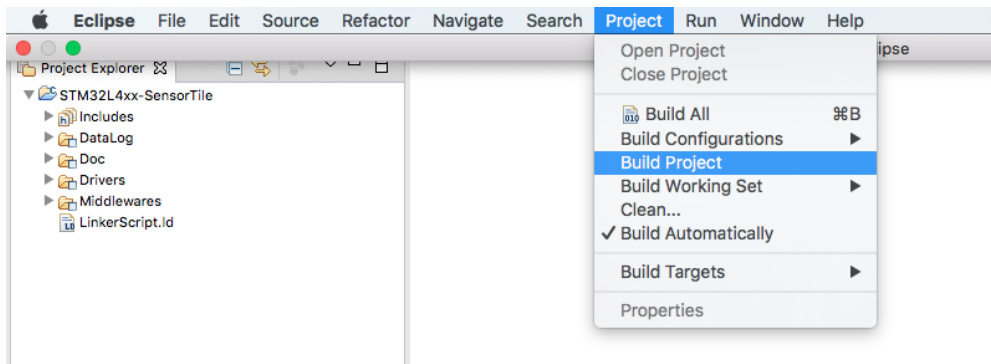 Eclipse File Edit Source Refactor Navigate Search Project Run Window Help
ipse
Project Explorer
STM32L4xx-SensorTile
Includes
DataLog
Doc
Drivers
Middlewares
LinkerScript.ld
Open Project
Close Project
Build All ⌘B
Build Configurations
Build Project
Build Working Set
Clean...
Build Automatically
Build Targets
Properties